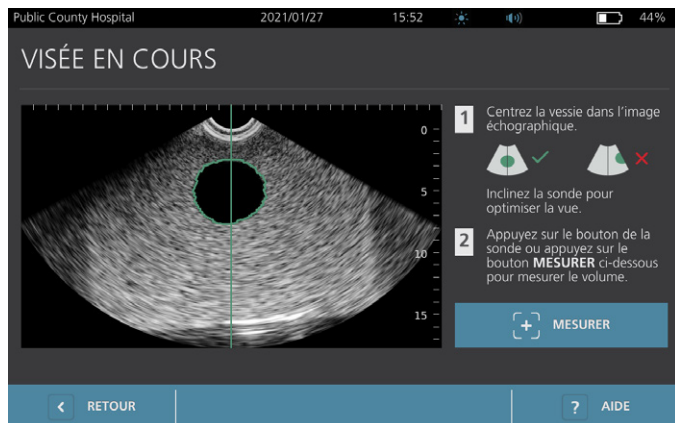 Public County Hospital 2021/01/27 15:52 44%
VISÉE EN COURS
0
5
10
15
1 Centrez la vessie dans l'image
échographique.
Inclinez la sonde pour
optimiser la vue.
2 Appuyez sur le bouton de la
sonde ou appuyez sur le
bouton MESURER ci-dessous
pour mesurer le volume.
MESURER
RETOUR
? AIDE